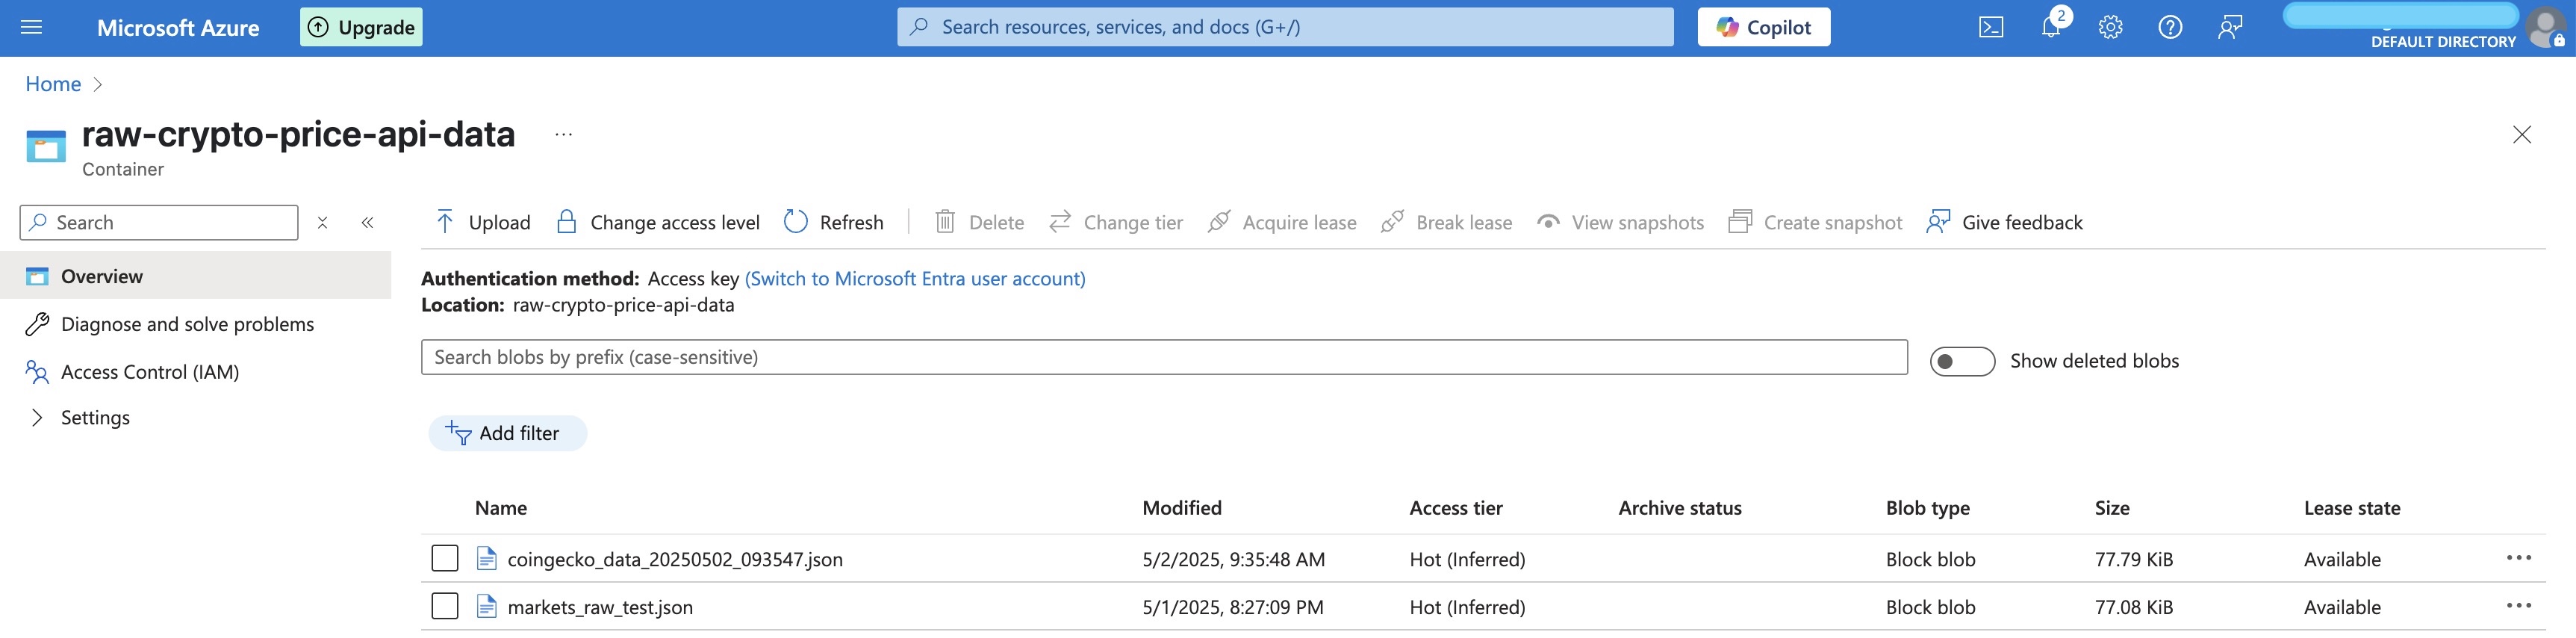 Microsoft Azure
Upgrade
Search resources, services, and docs (G+/)
Copilot
2
DEFAULT DIRECTORY
Home
raw-crypto-price-api-data
...
Container
Search
Upload
Change access level
Refresh
Delete
Change tier
Acquire lease
Break lease
View snapshots
Create snapshot
Give feedback
Overview
Diagnose and solve problems
Access Control (IAM)
Settings
Authentication method: Access key (Switch to Microsoft Entra user account)
Location: raw-crypto-price-api-data
Search blobs by prefix (case-sensitive)
Show deleted blobs
Add filter
Name Modified Access tier Archive status Blob type Size Lease state
coingecko_data_20250502_093547.json 5/2/2025, 9:35:48 AM Hot (Inferred) Block blob 77.79 KiB Available ...
markets_raw_test.json 5/1/2025, 8:27:09 PM Hot (Inferred) Block blob 77.08 KiB Available ...